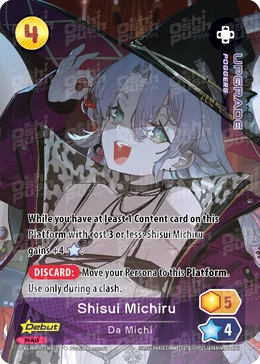 4
UPGRADE
POGGERS
While you have at least 1 Content card on this
Platform with cost 3 or less: Shisui Michiru
gains +4
DISCARD: Move your Persona to this Platform.
Use only during a clash.
Shisui Michiru
Da Michi
Debut
MAG
5
4